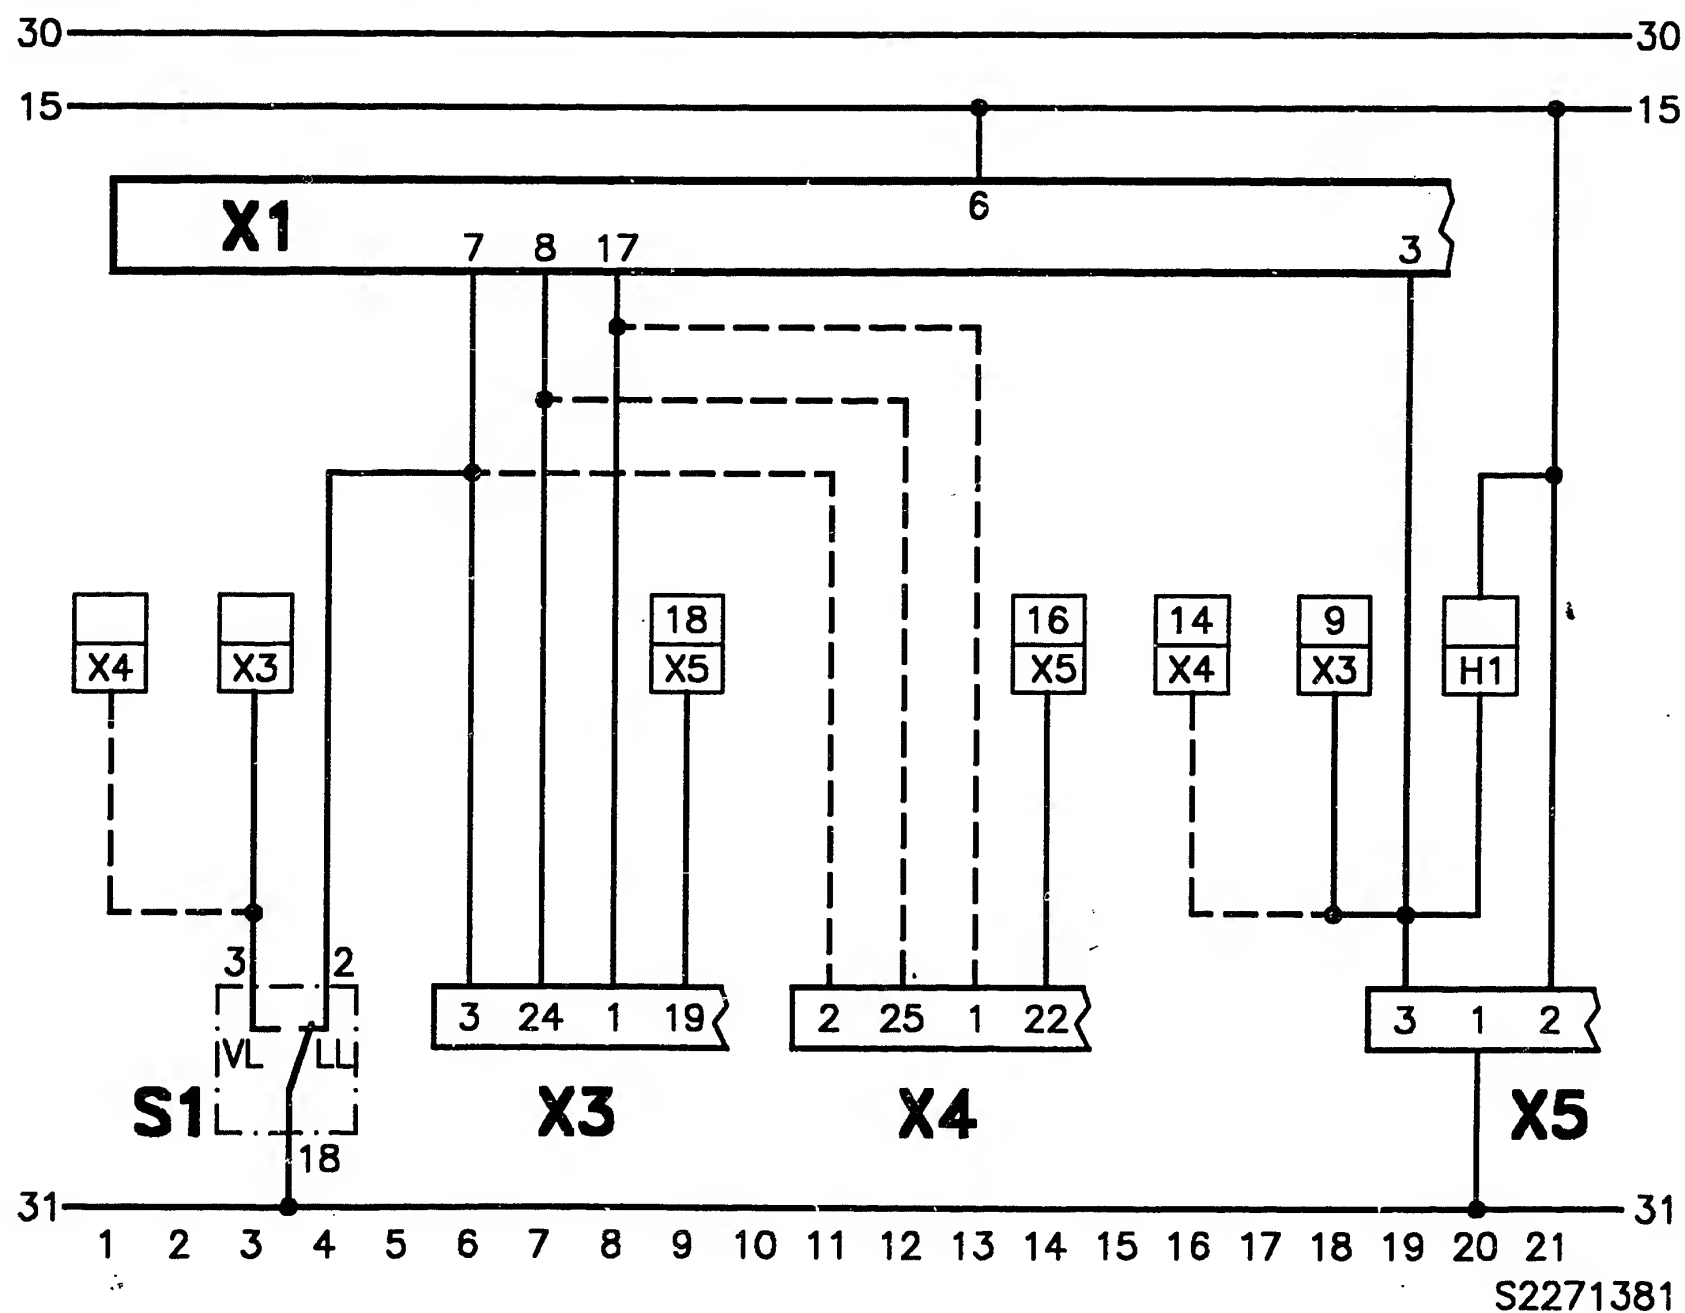 30 30
15 15
6
X1
7 8 17 3
18 16 14 9
X4 X3 X5 X5 X4 X3 H1
3 2
3 24 1 19 2 25 1 22 3 1 2
VL LL
S1 X3 X4 X5
18
31 31
1 2 3 4 5 6 7 8 9 10 11 12 13 14 15 16 17 18 19 20 21
S2271381